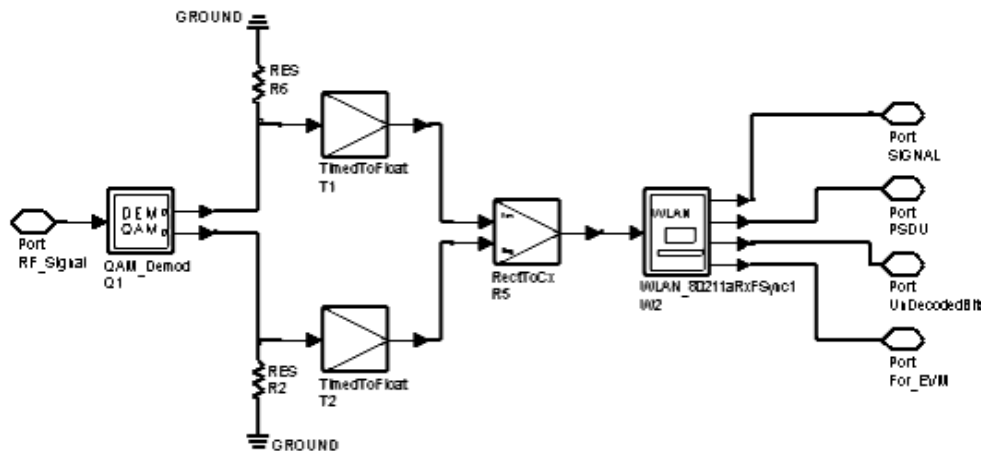 GROUND
RES
R6
TimedToFloat
T1
Port
SIGNAL
DEM
QAM
Port
RF_Signal
QAM_Demod
Q1
RectToCx
R5
WLAN
WLAN_80211aRxFSync1
W2
Port
PSDU
Port
UnDecodedBits
RES
R2
TimedToFloat
T2
Port
For_EVM
GROUND